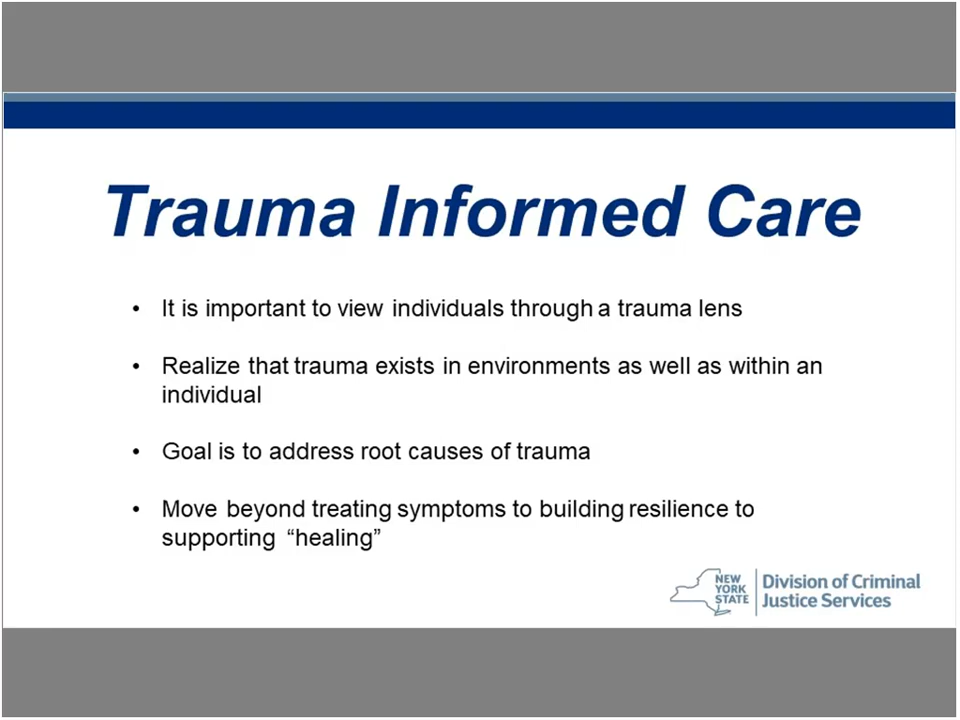 Trauma Informed Care
• It is important to view individuals through a trauma lens
• Realize that trauma exists in environments as well as within an
individual
• Goal is to address root causes of trauma
• Move beyond treating symptoms to building resilience to
supporting “healing”
NEW
YORK
STATE
Division of Criminal
Justice Services